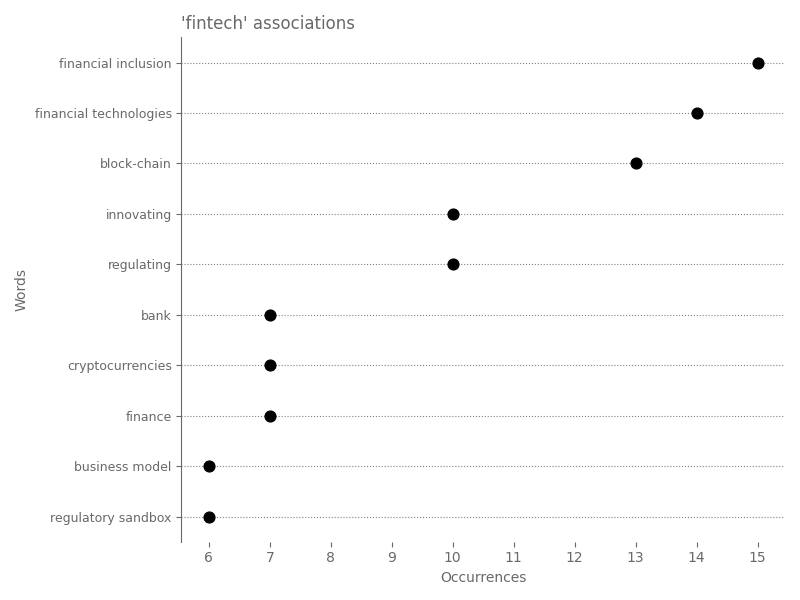 'fintech' associations
financial inclusion
financial technologies
block-chain
innovating
regulating
bank
cryptocurrencies
finance
business model
regulatory sandbox
Words
6 7 8 9 10 11 12 13 14 15
Occurrences